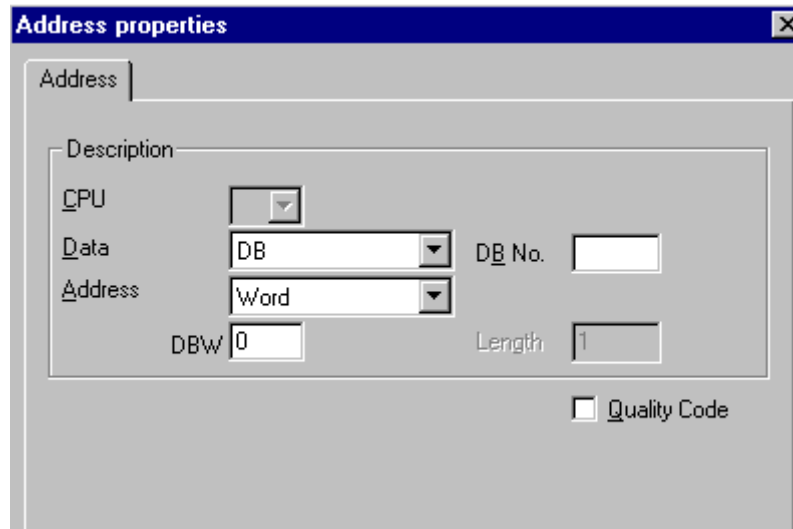 Address properties
Address
Description
CPU
Data DB DB No.
Address Word
DBW 0 Length 1
Quality Code